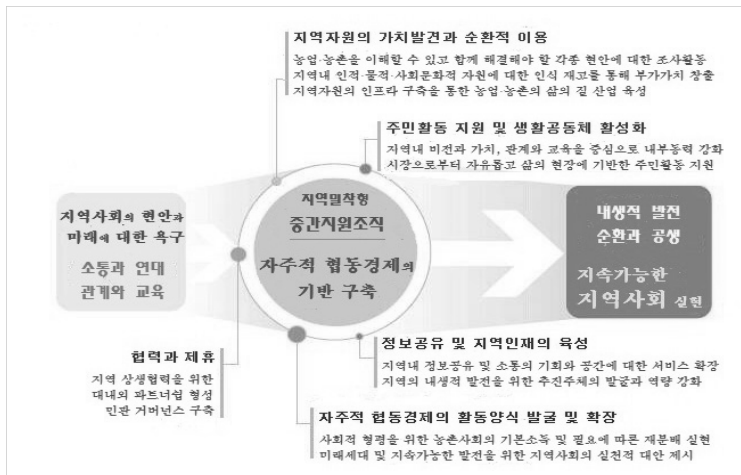 지역자원의 가치발견과 순환적 이용
농업·농촌을 이해할 수 있고 함께 해결해야 할 각종 현안에 대한 조사활동
지역내 인적·물적·사회문화적 자원에 대한 인식 재고를 통해 부가가치 창출
지역자원의 인프라 구축을 통한 농업·농촌의 삶의 질 산업 육성
주민활동 지원 및 생활공동체 활성화
지역내 비전과 가치, 관계와 교육을 중심으로 내부동력 강화
시장으로부터 자유롭고 삶의 현장에 기반한 주민활동 지원
지역사회의 현안과
미래에 대한 욕구
소통과 연대
관계와 교육
지역밀착형
중간지원조직
자주적 협동경제의
기반 구축
내생적 발전
순환과 공생
지속가능한
지역사회 실현
협력과 제휴
지역 상생협력을 위한
대내외 파트너쉽 형성
민관 거버넌스 구축
정보공유 및 지역인재의 육성
지역내 정보공유 및 소통의 기회와 공간에 대한 서비스 확장
지역의 내생적 발전을 위한 추진주체의 발굴과 역량 강화
자주적 협동경제의 활동양식 발굴 및 확장
사회적 형평을 위한 농촌사회의 기본소득 및 필요에 따른 재분배 실현
미래세대 및 지속가능한 발전을 위한 지역사회의 실천적 대안 제시